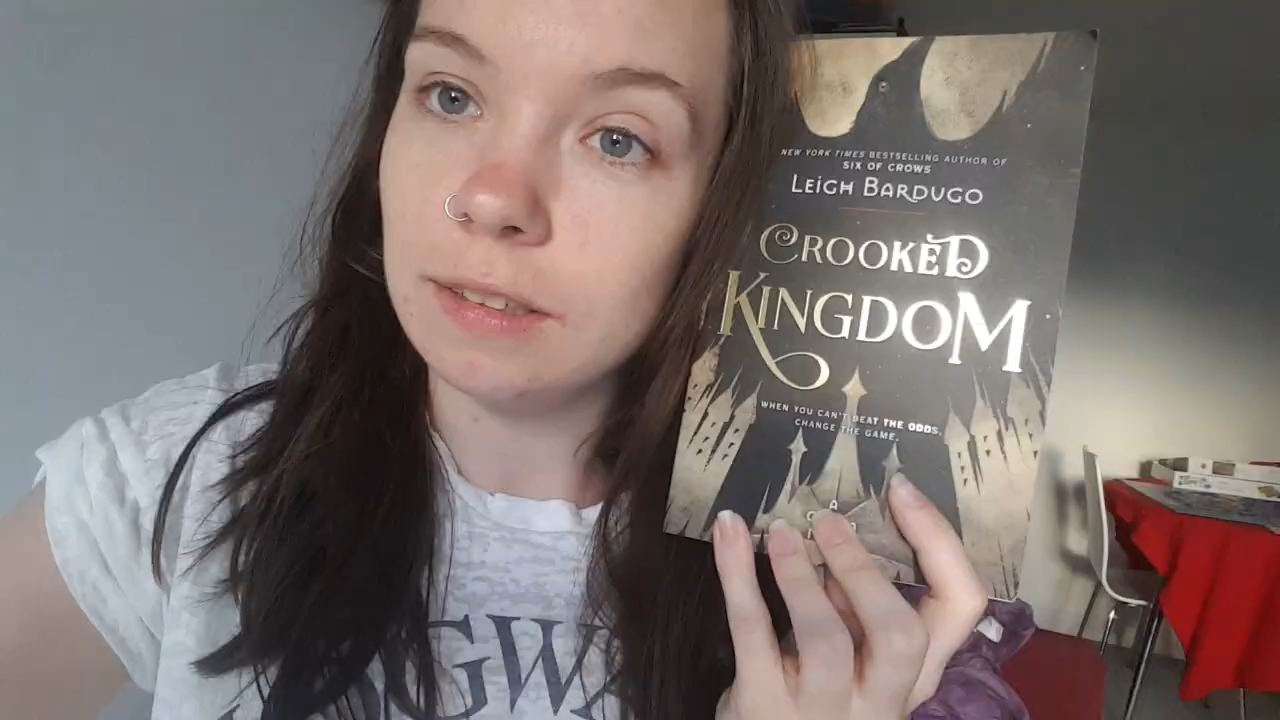 NEW YORK TIMES BESTSELLING AUTHOR OF
SIX OF CROWS
LEIGH BARDUGO
CROOKED
KINGDOM
WHEN YOU CAN'T BEAT THE ODDS,
CHANGE THE GAME.
A
OGWA